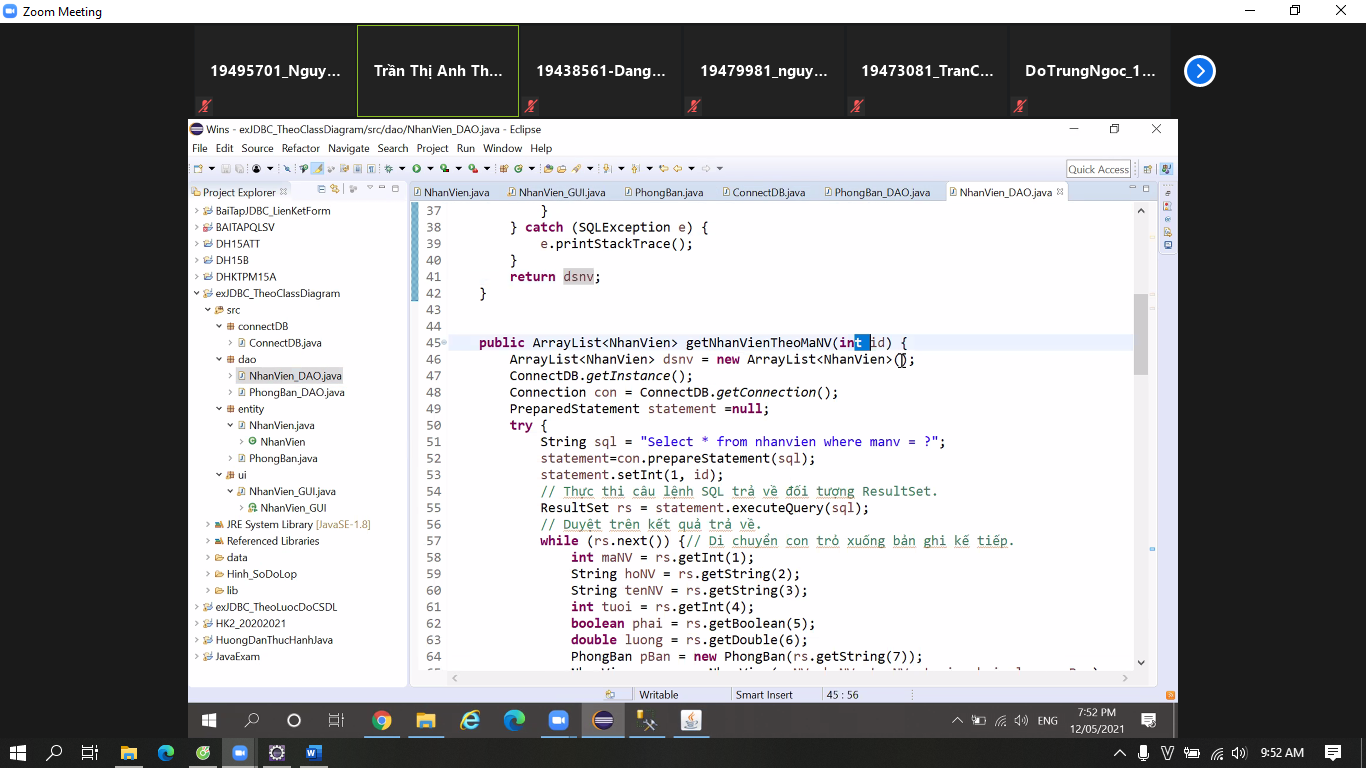 Zoom Meeting
19495701_Nguy...
Trần Thị Anh Th...
19438561-Dang...
19479981_nguy...
19473081_TranC...
DoTrungNgoc_1...
Wins - exJDBC_TheoClassDiagram/src/dao/NhanVien_DAO.java - Eclipse
File Edit Source Refactor Navigate Search Project Run Window Help
Quick Access
Project Explorer
BaiTapJDBC_LienKetForm
BAITAPQLSV
DH15ATT
DH15B
DHKTPM15A
exJDBC_TheoClassDiagram
src
connectDB
ConnectDB.java
dao
NhanVien_DAO.java
PhongBan_DAO.java
entity
NhanVien.java
NhanVien
PhongBan.java
ui
NhanVien_GUI.java
NhanVien_GUI
JRE System Library [JavaSE-1.8]
Referenced Libraries
data
Hinh_SoDoLop
lib
exJDBC_TheoLuocDoCSDL
HK2_20202021
HuongDanThucHanhJava
JavaExam
NhanVien.java NhanVien_GUI.java PhongBan.java ConnectDB.java PhongBan_DAO.java NhanVien_DAO.java
37 }
38 } catch (SQLException e) {
39 e.printStackTrace();
40 }
41 return dsnv;
42 }
43
44
45 public ArrayList<NhanVien> getNhanVienTheoMaNV(int id) {
46 ArrayList<NhanVien> dsnv = new ArrayList<NhanVien>();
47 ConnectDB.getInstance();
48 Connection con = ConnectDB.getConnection();
49 PreparedStatement statement =null;
50 try {
51 String sql = "Select * from nhanvien where manv = ?";
52 statement=con.prepareStatement(sql);
53 statement.setInt(1, id);
54 // Thực thi câu lệnh SQL trả về đối tượng ResultSet.
55 ResultSet rs = statement.executeQuery(sql);
56 // Duyệt trên kết quả trả về.
57 while (rs.next()) {// Di chuyển con trỏ xuống bản ghi kế tiếp.
58 int maNV = rs.getInt(1);
59 String hoNV = rs.getString(2);
60 String tenNV = rs.getString(3);
61 int tuoi = rs.getInt(4);
62 boolean phai = rs.getBoolean(5);
63 double luong = rs.getDouble(6);
64 PhongBan pBan = new PhongBan(rs.getString(7));
Writable Smart Insert 45 : 56
ENG
7:52 PM
12/05/2021
9:52 AM